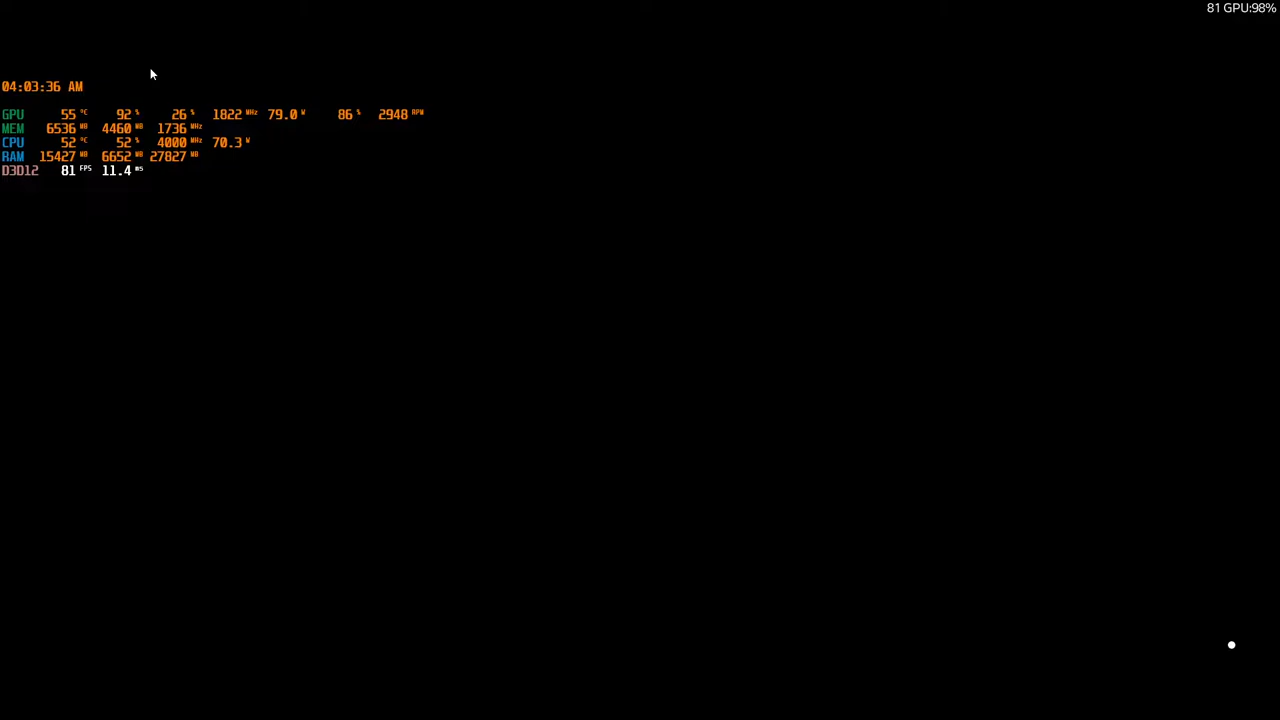 81 GPU:98%
04:03:36 AM
GPU 55 °C 92 % 26 % 1822 MHz 79.0 W 86 % 2948 RPM
MEM 6536 MB 4460 MB 1736 MHz
CPU 52 °C 52 % 4000 MHz 70.3 W
RAM 15427 MB 6652 MB 27827 MB
D3D12 81 FPS 11.4 ms